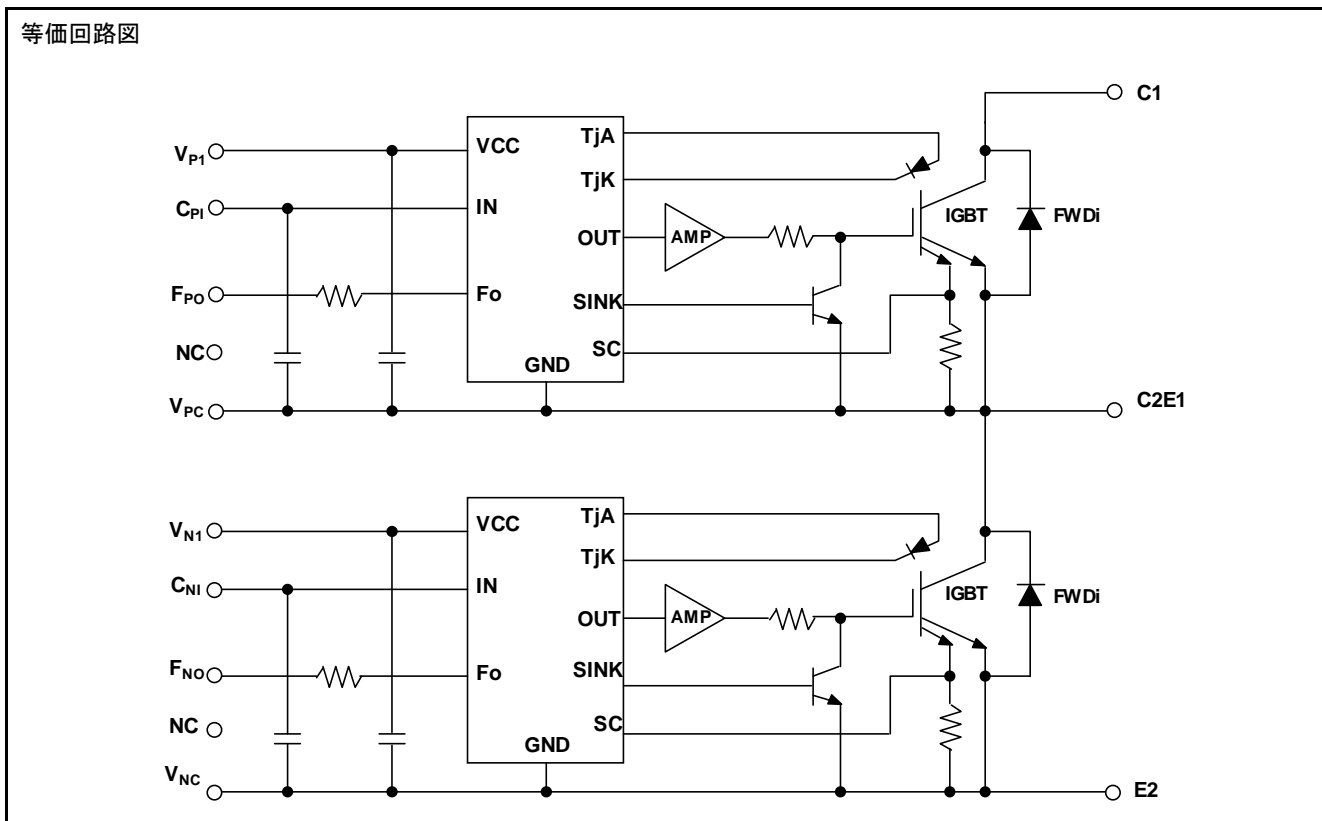 等価回路図
C1
VP1
VCC
TjA
TjK
CPI
IN
IGBT
FWDi
OUT
AMP
FPO
Fo
SINK
NC
SC
GND
VPC
C2E1
VN1
VCC
TjA
TjK
CNI
IN
IGBT
FWDi
OUT
AMP
FNO
Fo
SINK
NC
SC
GND
VNC
E2